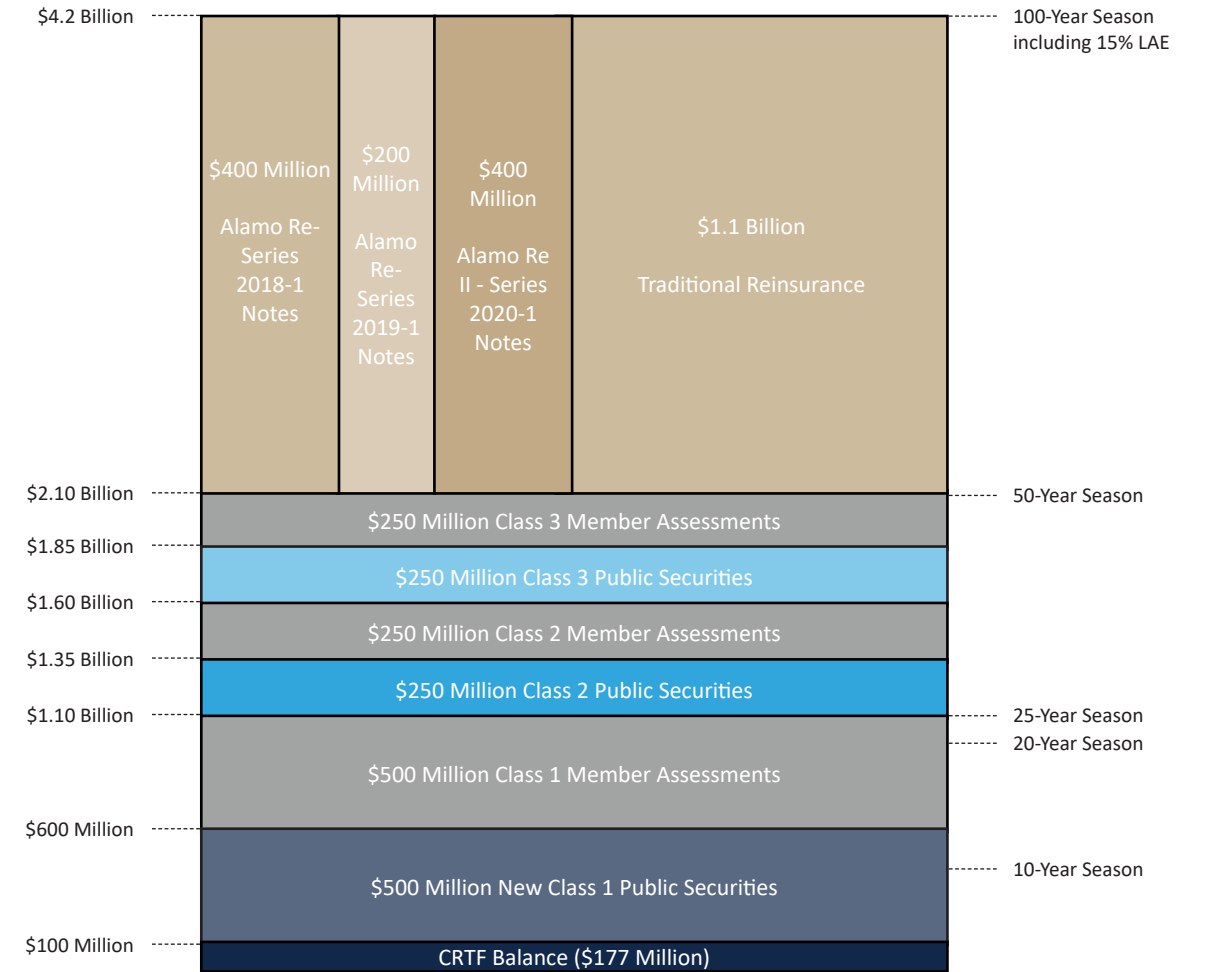 $4.2 Billion
100-Year Season
including 15% LAE
$400 Million
Alamo Re-
Series
2018-1
Notes
$200
Million
Alamo
Re-
Series
2019-1
Notes
$400
Million
Alamo Re
II - Series
2020-1
Notes
$1.1 Billion
Traditional Reinsurance
$2.10 Billion
50-Year Season
$250 Million Class 3 Member Assessments
$1.85 Billion
$250 Million Class 3 Public Securities
$1.60 Billion
$250 Million Class 2 Member Assessments
$1.35 Billion
$250 Million Class 2 Public Securities
$1.10 Billion
25-Year Season
20-Year Season
$500 Million Class 1 Member Assessments
$600 Million
10-Year Season
$500 Million New Class 1 Public Securities
$100 Million
CRTF Balance ($177 Million)